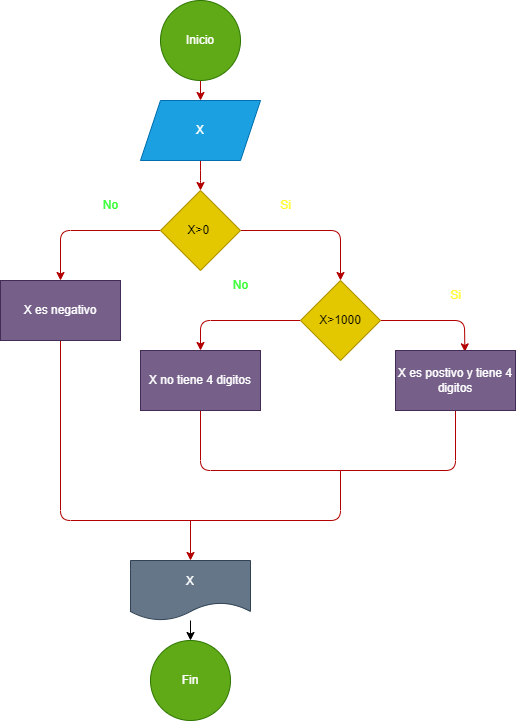 Inicio
X
No
Si
X>0
No
Si
X es negativo
X>1000
X no tiene 4 digitos
X es postivo y tiene 4
digitos
X
Fin